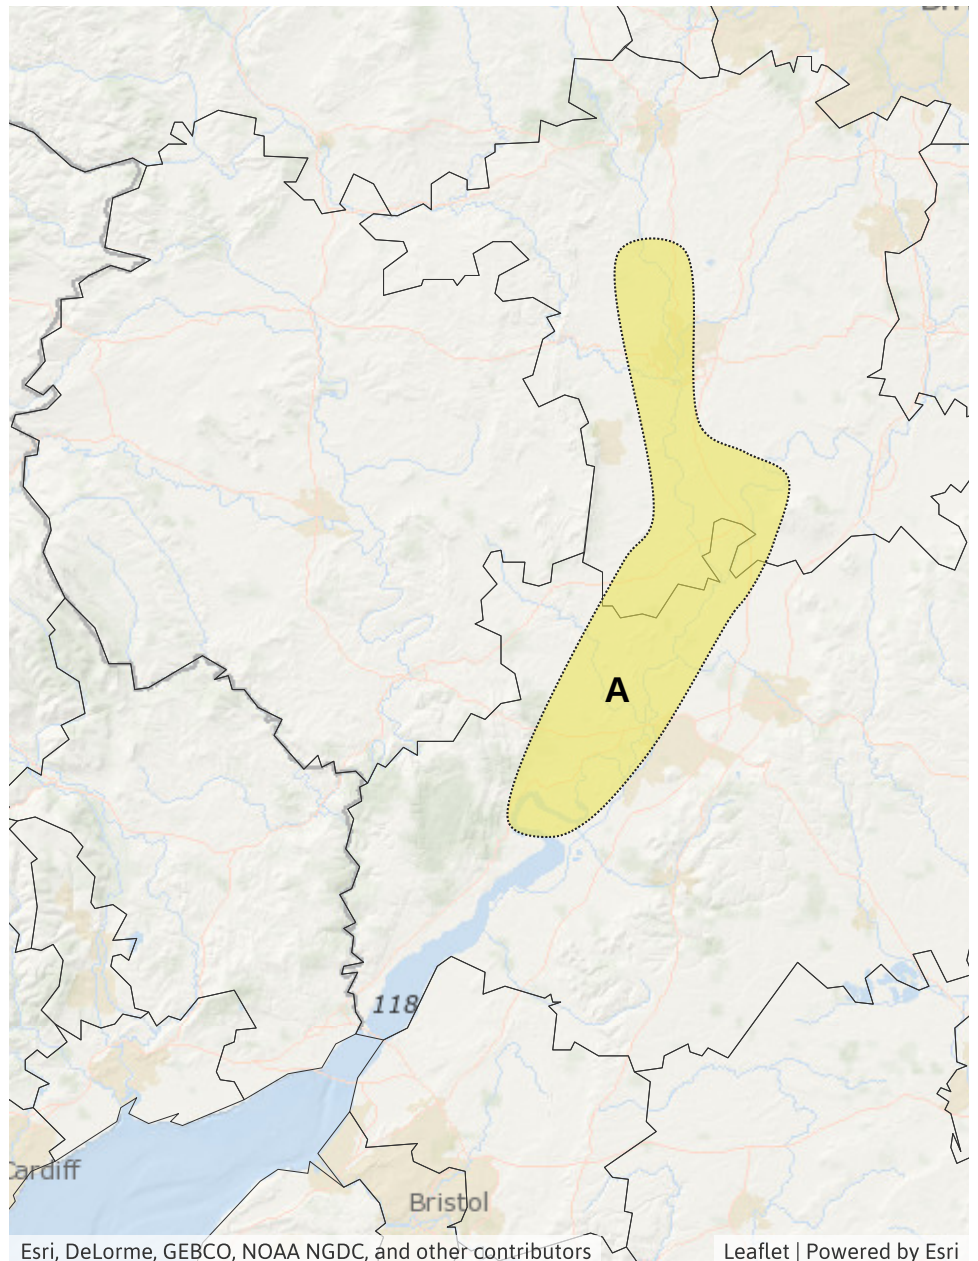 A
118
Cardiff
Bristol
Esri, DeLorme, GEBCO, NOAA NGDC, and other contributors
Leaflet | Powered by Esri